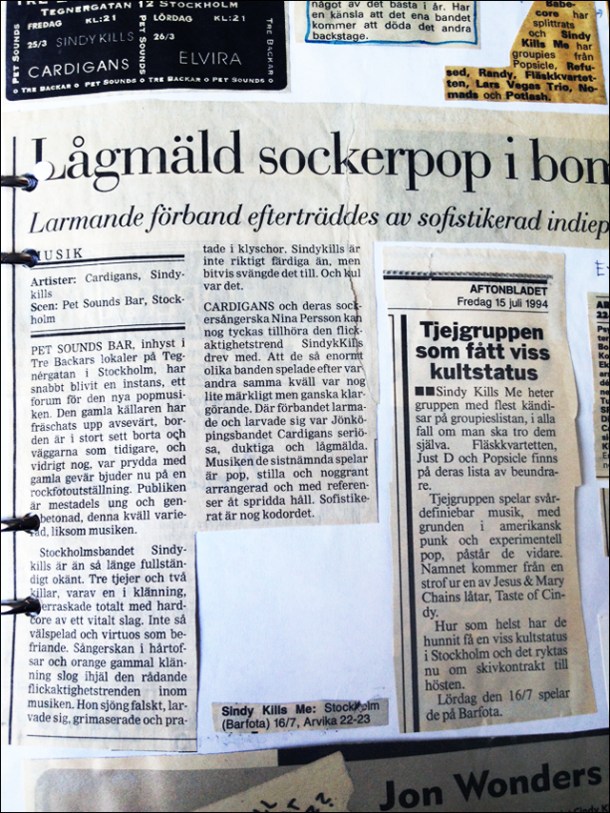 TEGNERGATAN 12 STOCKHOLM
FREDAG KL:21
LÖRDAG KL:21
25/3 SINDY KILLS
26/3
CARDIGANS
ELVIRA
PET SOUNDS
PET SOUNDS
TRE BACKAR
TRE BACKAR • PET SOUNDS • TRE BACKAR • PET SOUNDS
något av det bästa i år. Har
en känsla att det ena bandet
kommer att döda det andra
backstage.
Babe-
core har
splittrats
och Sindy
Kills Me har
groupies från
Popsicle, Refu-
sed, Randy, Fläskkvartet-
ten, Lars Vegas Trio, No-
mads och Potlash.
Lågmäld sockerpop i bon
Larmande förband efterträddes av sofistikerad indiep
MUSIK
Artister: Cardigans, Sindy-
kills
Scen: Pet Sounds Bar, Stock-
holm
PET SOUNDS BAR, inhyst i
Tre Backars lokaler på Teg-
nérgatan i Stockholm, har
snabbt blivit en instans, ett
forum för den nya popmusi-
ken. Den gamla källaren har
fräschats upp avsevärt, bor-
den är i stort sett borta och
väggarna som tidigare, och
vidrigt nog, var prydda med
gamla gevär bjuder nu på en
rockfotoutställning. Publiken
är mestadels ung och gen-
rebetonad, denna kväll varie-
rad, liksom musiken.
Stockholmsbandet Sindy-
kills är än så länge fullstän-
digt okänt. Tre tjejer och två
killar, varav en i klänning,
överraskade totalt med hard-
core av ett vitalt slag. Inte så
välspelad och virtuos som be-
friande. Sångerskan i hårtof-
sar och orange gammal klän-
ning slog ihjäl den rådande
flickaktighetstrenden inom
musiken. Hon sjöng falskt, lar-
vade sig, grimaserade och pra-
tade i klyschor. Sindykills är
inte riktigt färdiga än, men
bitvis svängde det till. Och kul
var det.
CARDIGANS och deras sock-
ersångerska Nina Persson kan
nog tyckas tillhöra den flick-
aktighetstrend SindyKills
drev med. Att de så enormt
olika banden spelade efter var-
andra samma kväll var nog
lite märkligt men ganska klar-
görande. Där förbandet larma-
de och larvade sig var Jönkö-
pingsbandet Cardigans seriö-
sa, duktiga och lågmälda.
Musiken de sistnämnda spelar
är pop, stilla och noggrant
arrangerad och med referen-
ser åt spridda håll. Sofistike-
rat är nog kodordet.
Sindy Kills Me: Stockholm
(Barfota) 16/7, Arvika 22-23
AFTONBLADET
Fredag 15 juli 1994
Tjejgruppen
som fått viss
kultstatus
■■Sindy Kills Me heter
gruppen med flest kändi-
sar på groupieslistan, i alla
fall om man ska tro dem
själva. Fläskkvartetten,
Just D och Popsicle finns
på deras lista av beundra-
re.
Tjejgruppen spelar svår-
definiebar musik, med
grunden i amerikansk
punk och experimentell
pop, påstår de vidare.
Namnet kommer från en
strof ur en av Jesus & Mary
Chains låtar, Taste of Cin-
dy.
Hur som helst har de
hunnit få en viss kultstatus
i Stockholm och det ryktas
nu om skivkontrakt till
hösten.
Lördag den 16/7 spelar
de på Barfota.
Jon Wonders